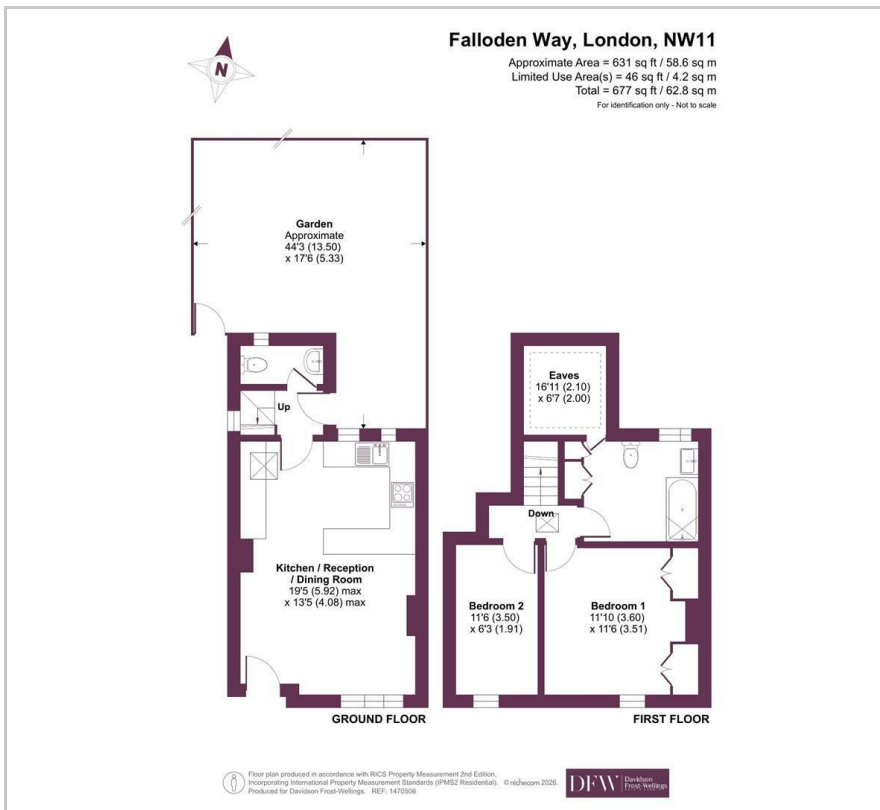 Falloden Way, London, NW11
Approximate Area = 631 sq ft / 58.6 sq m
Limited Use Area(s) = 46 sq ft / 4.2 sq m
Total = 677 sq ft / 62.8 sq m
For identification only - Not to scale
N
Garden
Approximate
44'3 (13.50)
x 17'6 (5.33)
Up
Kitchen / Reception
/ Dining Room
19'5 (5.92) max
x 13'5 (4.08) max
GROUND FLOOR
Eaves
16'11 (2.10)
x 6'7 (2.00)
Down
Bedroom 2
11'6 (3.50)
x 6'3 (1.91)
Bedroom 1
11'10 (3.60)
x 11'6 (3.51)
FIRST FLOOR
Floor plan produced in accordance with RICS Property Measurement 2nd Edition,
Incorporating International Property Measurement Standards (IPMS2 Residential). © ntchecom 2026.
Produced for Davidson Frost-Wellings. REF: 1470506
DFW
Davidson
Frost-Wellings